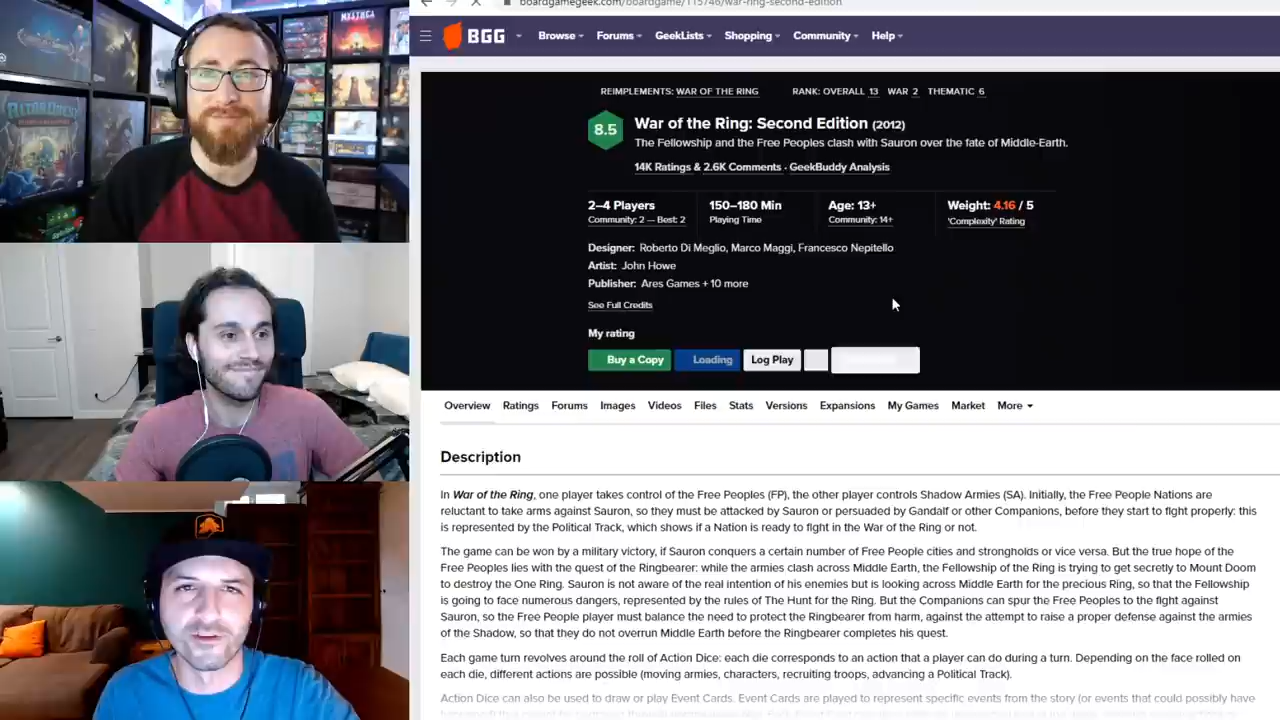 boardgamegeek.com/boardgame/115746/war-ring-second-edition
BGG
Browse
Forums
GeekLists
Shopping
Community
Help
REIMPLEMENTS: WAR OF THE RING
RANK: OVERALL 13 WAR 2 THEMATIC 6
8.5
War of the Ring: Second Edition (2012)
The Fellowship and the Free Peoples clash with Sauron over the fate of Middle-Earth.
14K Ratings & 2.6K Comments · GeekBuddy Analysis
2–4 Players
Community: 2 — Best: 2
150–180 Min
Playing Time
Age: 13+
Community: 14+
Weight: 4.16 / 5
'Complexity' Rating
Designer: Roberto Di Meglio, Marco Maggi, Francesco Nepitello
Artist: John Howe
Publisher: Ares Games + 10 more
See Full Credits
My rating
Buy a Copy
Loading
Log Play
Overview
Ratings
Forums
Images
Videos
Files
Stats
Versions
Expansions
My Games
Market
More
Description
In War of the Ring, one player takes control of the Free Peoples (FP), the other player controls Shadow Armies (SA). Initially, the Free People Nations are
reluctant to take arms against Sauron, so they must be attacked by Sauron or persuaded by Gandalf or other Companions, before they start to fight properly: this
is represented by the Political Track, which shows if a Nation is ready to fight in the War of the Ring or not.
The game can be won by a military victory, if Sauron conquers a certain number of Free People cities and strongholds or vice versa. But the true hope of the
Free Peoples lies with the quest of the Ringbearer: while the armies clash across Middle Earth, the Fellowship of the Ring is trying to get secretly to Mount Doom
to destroy the One Ring. Sauron is not aware of the real intention of his enemies but is looking across Middle Earth for the precious Ring, so that the Fellowship
is going to face numerous dangers, represented by the rules of The Hunt for the Ring. But the Companions can spur the Free Peoples to the fight against
Sauron, so the Free People player must balance the need to protect the Ringbearer from harm, against the attempt to raise a proper defense against the armies
of the Shadow, so that they do not overrun Middle Earth before the Ringbearer completes his quest.
Each game turn revolves around the roll of Action Dice: each die corresponds to an action that a player can do during a turn. Depending on the face rolled on
each die, different actions are possible (moving armies, characters, recruiting troops, advancing a Political Track).
Action Dice can also be used to draw or play Event Cards. Event Cards are played to represent specific events from the story (or events that could possibly have